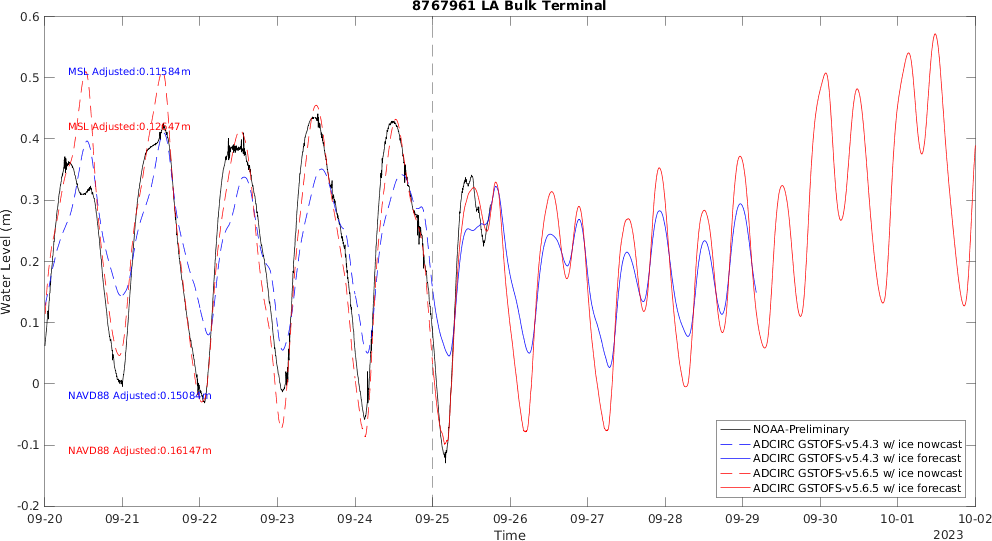 8767961 LA Bulk Terminal
0.6
0.5
0.4
0.3
0.2
0.1
0
-0.1
-0.2
Water Level (m)
MSL Adjusted:0.11584m
MSL Adjusted:0.12647m
NAVD88 Adjusted:0.15084m
NAVD88 Adjusted:0.16147m
NOAA-Preliminary
ADCIRC GSTOFS-v5.4.3 w/ ice nowcast
ADCIRC GSTOFS-v5.4.3 w/ ice forecast
ADCIRC GSTOFS-v5.6.5 w/ ice nowcast
ADCIRC GSTOFS-v5.6.5 w/ ice forecast
09-20 09-21 09-22 09-23 09-24 09-25 09-26 09-27 09-28 09-29 09-30 10-01 10-02
Time
2023